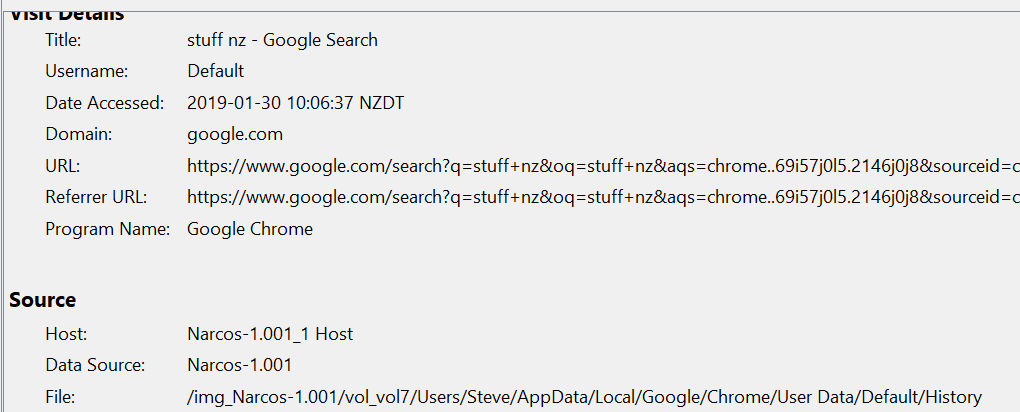 Visit Details
Title: stuff nz - Google Search
Username: Default
Date Accessed: 2019-01-30 10:06:37 NZDT
Domain: google.com
URL: https://www.google.com/search?q=stuff+nz&oq=stuff+nz&aqs=chrome..69i57j0l5.2146j0j8&sourceid=c
Referrer URL: https://www.google.com/search?q=stuff+nz&oq=stuff+nz&aqs=chrome..69i57j0l5.2146j0j8&sourceid=c
Program Name: Google Chrome
Source
Host: Narcos-1.001_1 Host
Data Source: Narcos-1.001
File: /img_Narcos-1.001/vol_vol7/Users/Steve/AppData/Local/Google/Chrome/User Data/Default/History